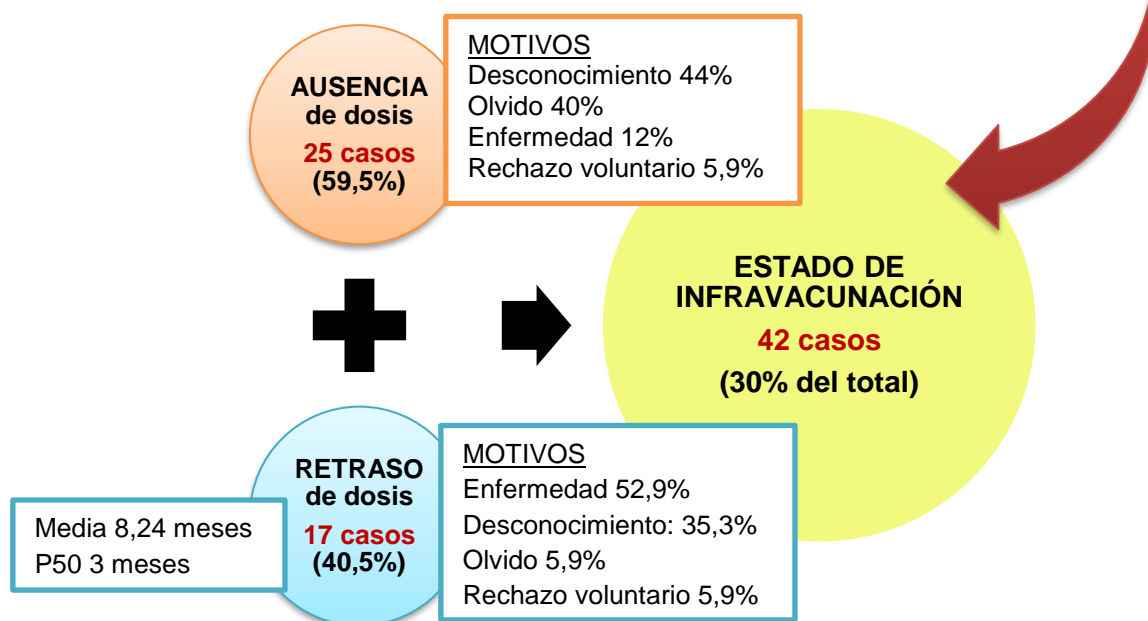 AUSENCIA
de dosis
25 casos
(59,5%)
MOTIVOS
Desconocimiento 44%
Olvido 40%
Enfermedad 12%
Rechazo voluntario 5,9%
ESTADO DE
INFRAVACUNACIÓN
42 casos
(30% del total)
RETRASO
de dosis
17 casos
(40,5%)
Media 8,24 meses
P50 3 meses
MOTIVOS
Enfermedad 52,9%
Desconocimiento: 35,3%
Olvido 5,9%
Rechazo voluntario 5,9%